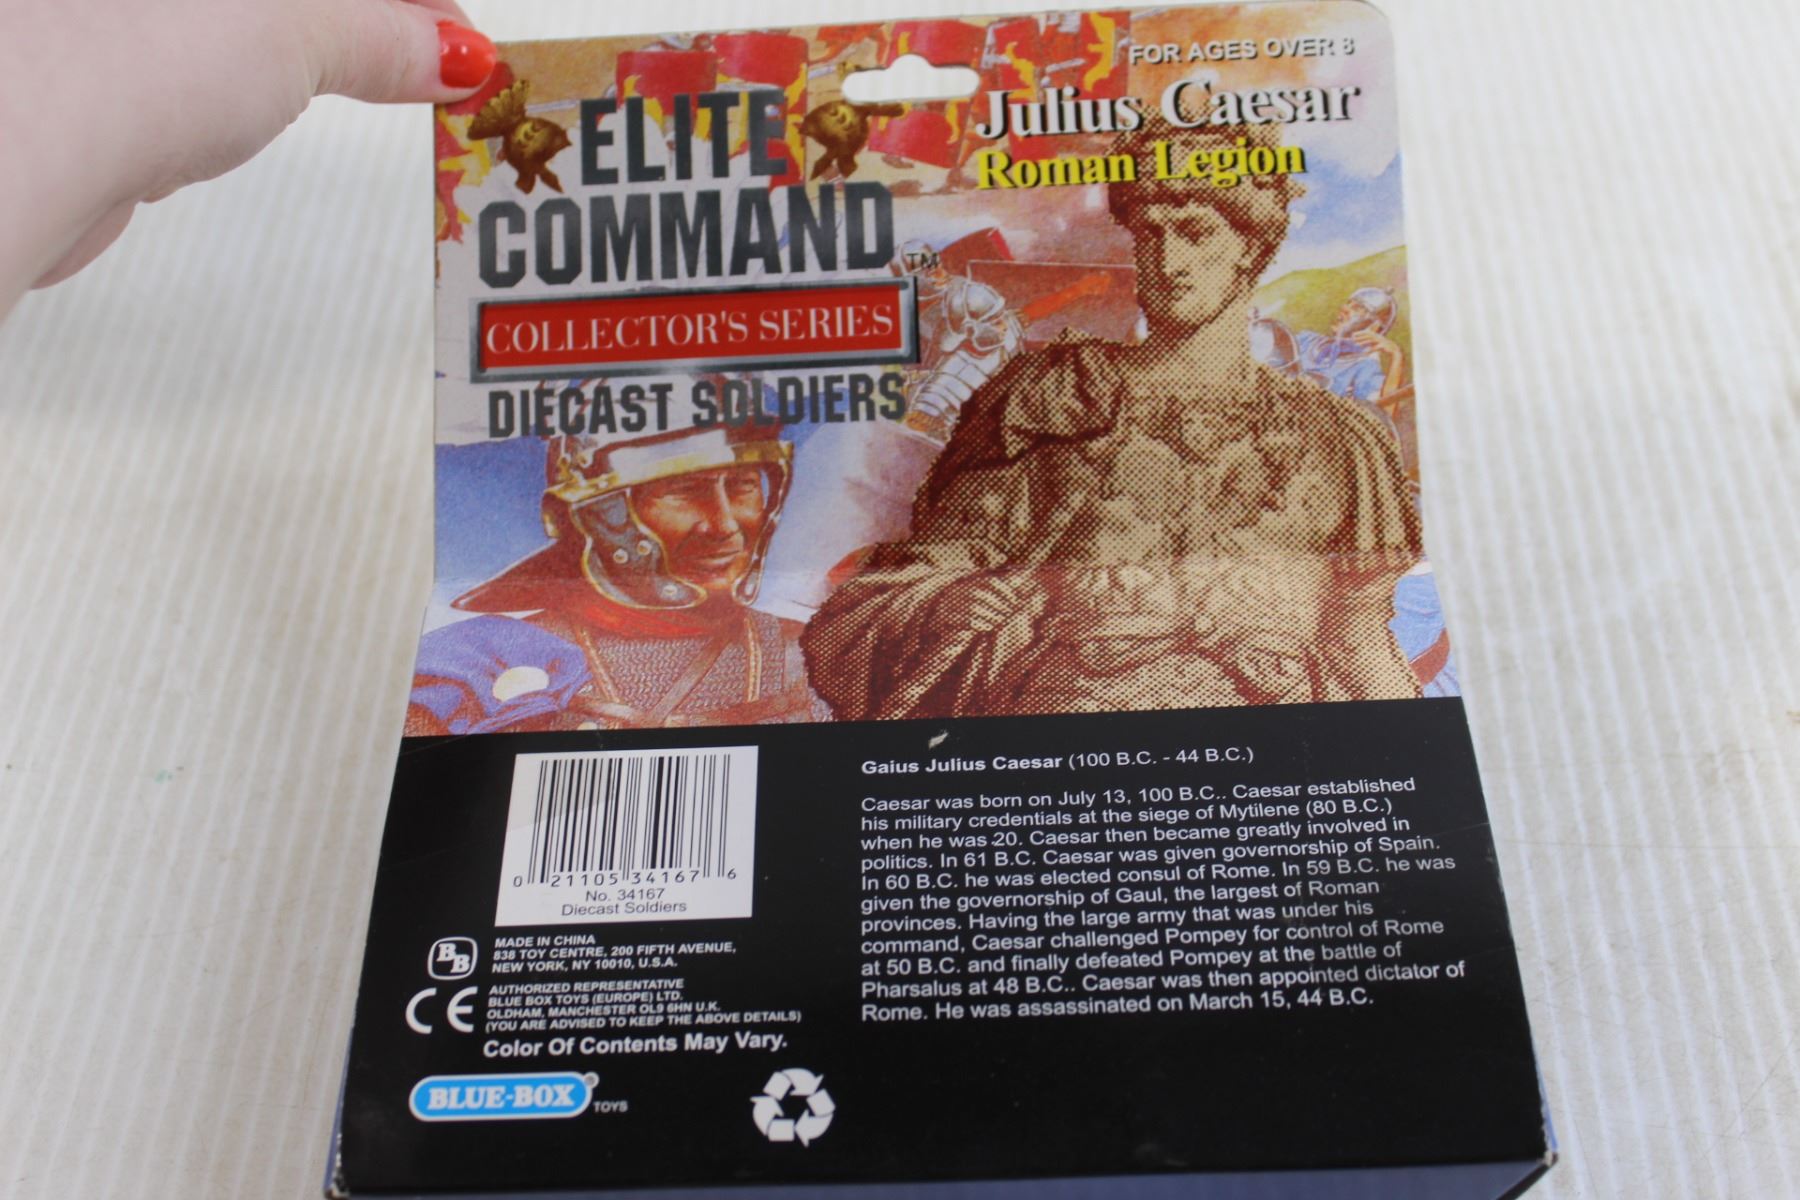 FOR AGES OVER 8
ELITE
COMMAND™
COLLECTOR'S SERIES
DIECAST SOLDIERS
Julius Caesar
Roman Legion
0 21105 34167 6
No. 34167
Diecast Soldiers
BB
MADE IN CHINA
838 TOY CENTRE, 200 FIFTH AVENUE,
NEW YORK, NY 10010, U.S.A.
CE
AUTHORIZED REPRESENTATIVE
BLUE BOX TOYS (EUROPE) LTD.
OLDHAM, MANCHESTER OL9 6HN U.K.
(YOU ARE ADVISED TO KEEP THE ABOVE DETAILS)
Color Of Contents May Vary.
BLUE-BOX® TOYS
Gaius Julius Caesar (100 B.C. - 44 B.C.)
Caesar was born on July 13, 100 B.C.. Caesar established
his military credentials at the siege of Mytilene (80 B.C.)
when he was 20. Caesar then became greatly involved in
politics. In 61 B.C. Caesar was given governorship of Spain.
In 60 B.C. he was elected consul of Rome. In 59 B.C. he was
given the governorship of Gaul, the largest of Roman
provinces. Having the large army that was under his
command, Caesar challenged Pompey for control of Rome
at 50 B.C. and finally defeated Pompey at the battle of
Pharsalus at 48 B.C.. Caesar was then appointed dictator of
Rome. He was assassinated on March 15, 44 B.C.